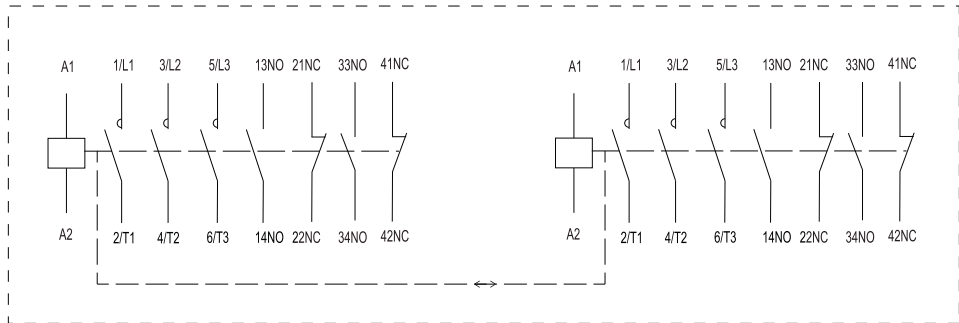 A1 1/L1 3/L2 5/L3 13NO 21NC 33NO 41NC A1 1/L1 3/L2 5/L3 13NO 21NC 33NO 41NC
A2 2/T1 4/T2 6/T3 14NO 22NC 34NO 42NC A2 2/T1 4/T2 6/T3 14NO 22NC 34NO 42NC